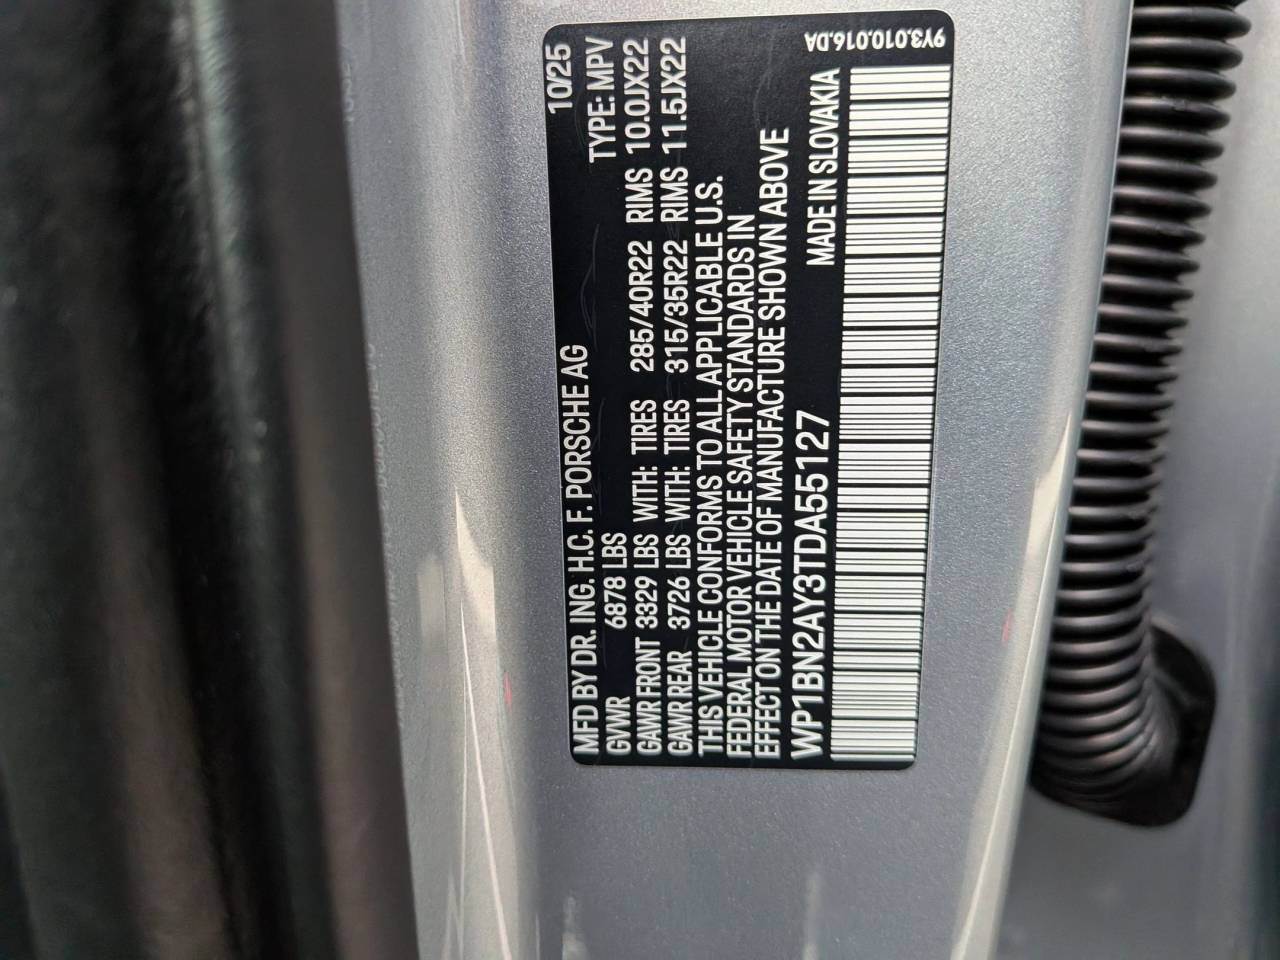 MFD BY DR. ING. H.C. F. PORSCHE AG 10/25
GVWR 6878 LBS TYPE: MPV
GAWR FRONT 3329 LBS WITH: TIRES 285/40R22 RIMS 10.0JX22
GAWR REAR 3726 LBS WITH: TIRES 315/35R22 RIMS 11.5JX22
THIS VEHICLE CONFORMS TO ALL APPLICABLE U.S.
FEDERAL MOTOR VEHICLE SAFETY STANDARDS IN
EFFECT ON THE DATE OF MANUFACTURE SHOWN ABOVE
WP1BN2AY3TDA55127 MADE IN SLOVAKIA
9Y3.010.016.DA